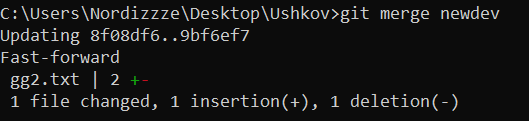 C:\Users\Nordizzze\Desktop\Ushkov>git merge newdev
Updating 8f08df6..9bf6ef7
Fast-forward
 gg2.txt | 2 +-
 1 file changed, 1 insertion(+), 1 deletion(-)